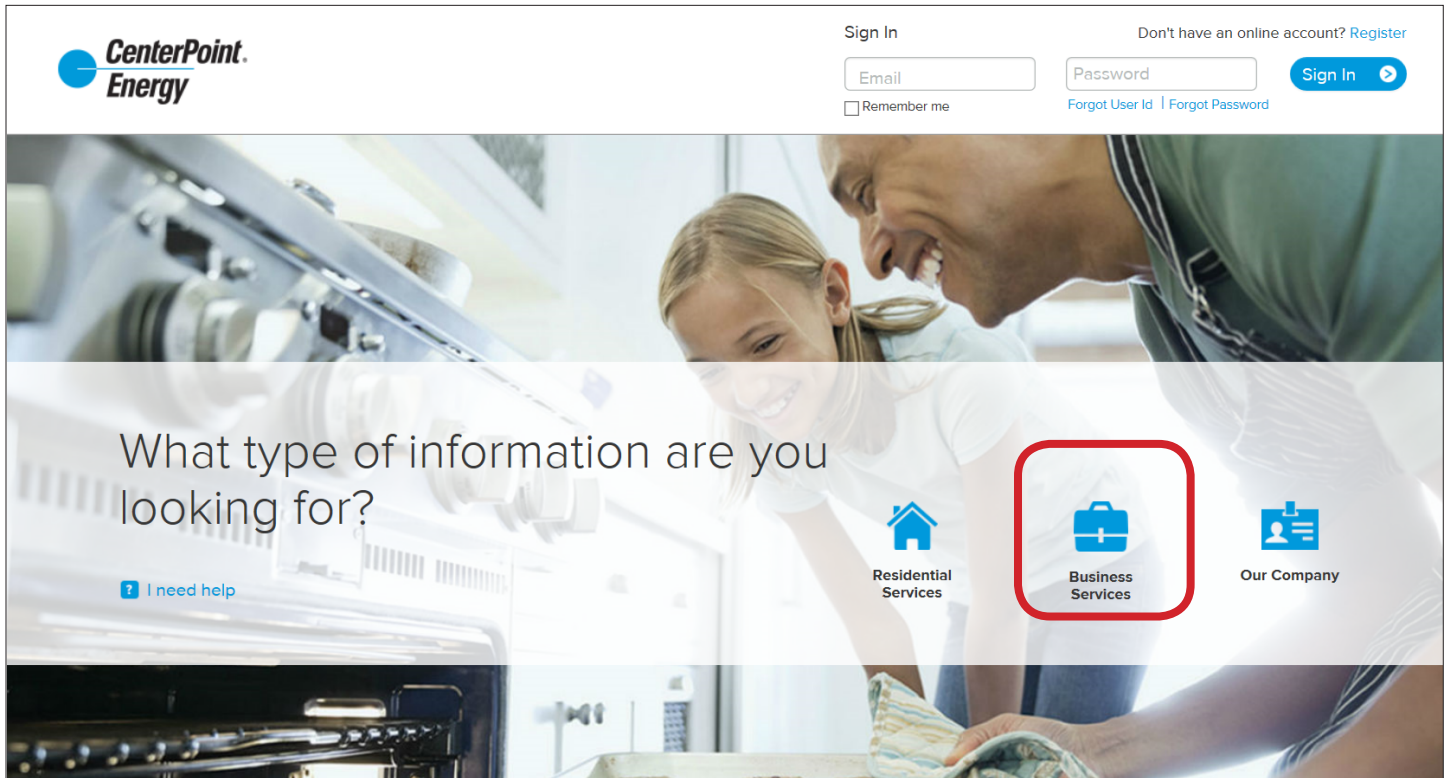 CenterPoint.
Energy
Sign In
Don't have an online account? Register
Email
Password
Sign In
Remember me
Forgot User Id | Forgot Password
What type of information are you
looking for?
? I need help
Residential
Services
Business
Services
Our Company